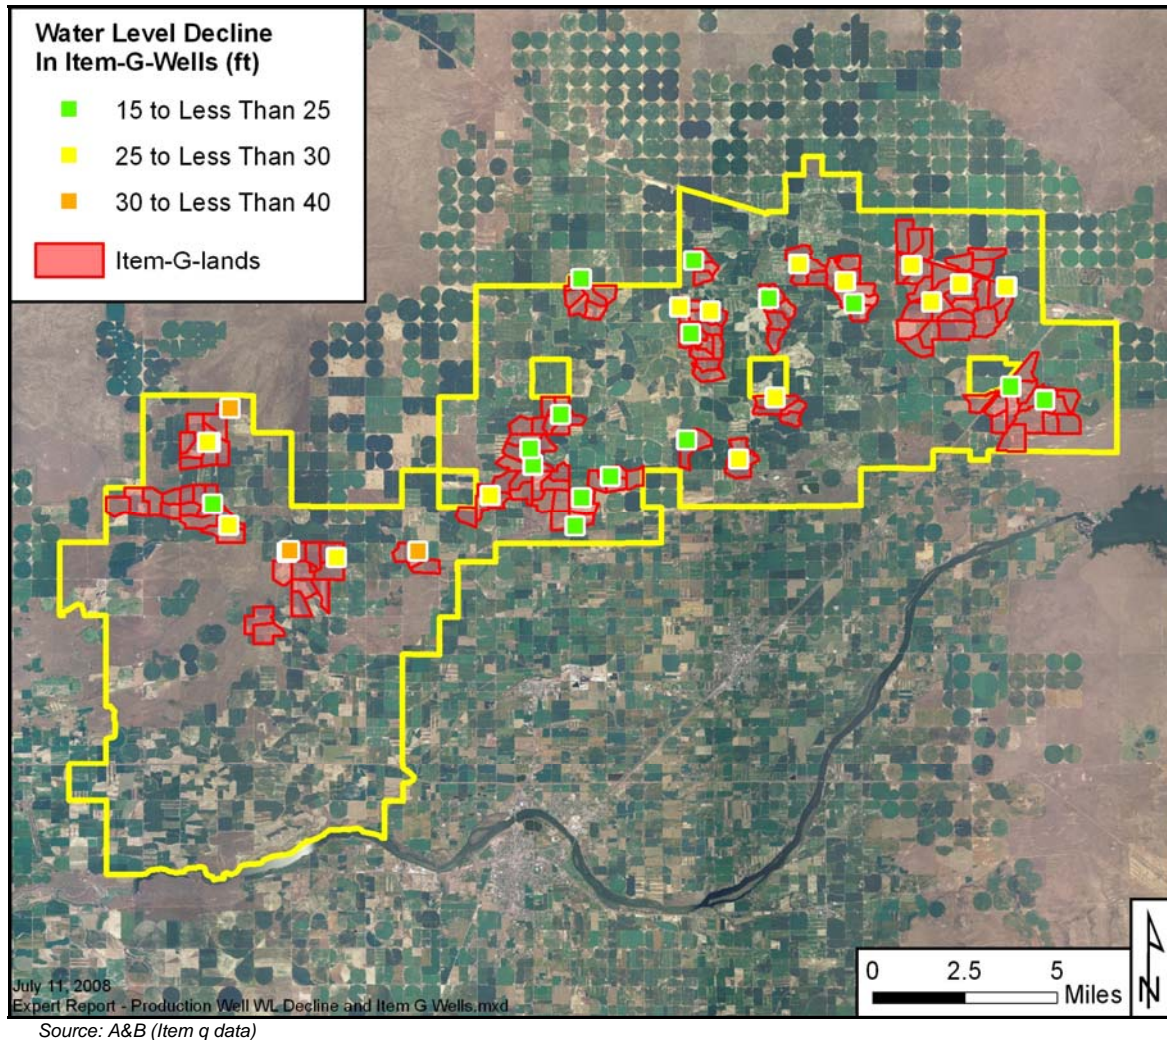 Water Level Decline
In Item-G-Wells (ft)
15 to Less Than 25
25 to Less Than 30
30 to Less Than 40
Item-G-lands
July 11, 2008
Expert Report - Production Well WL Decline and Item G Wells.mxd
0 2.5 5
Miles
N
Source: A&B (Item q data)